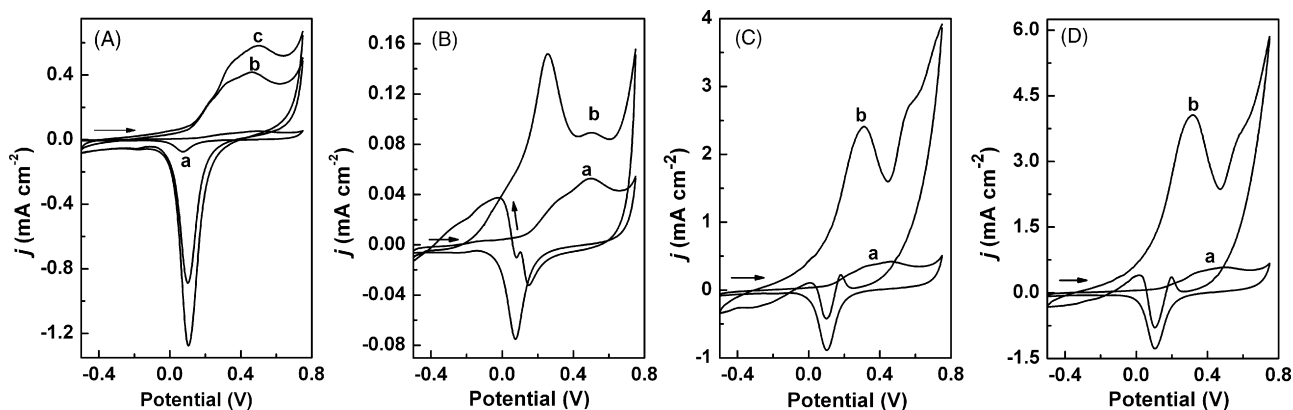 (A)
c
b
a
0.4
0.0
-0.4
-0.8
-1.2
j (mA cm-2)
-0.4 0.0 0.4 0.8
Potential (V)
(B)
b
a
0.16
0.12
0.08
0.04
0.00
-0.04
-0.08
j (mA cm-2)
-0.4 0.0 0.4 0.8
Potential (V)
(C)
b
a
4
3
2
1
0
-1
j (mA cm-2)
-0.4 0.0 0.4 0.8
Potential (V)
(D)
b
a
6.0
4.5
3.0
1.5
0.0
-1.5
j (mA cm-2)
-0.4 0.0 0.4 0.8
Potential (V)